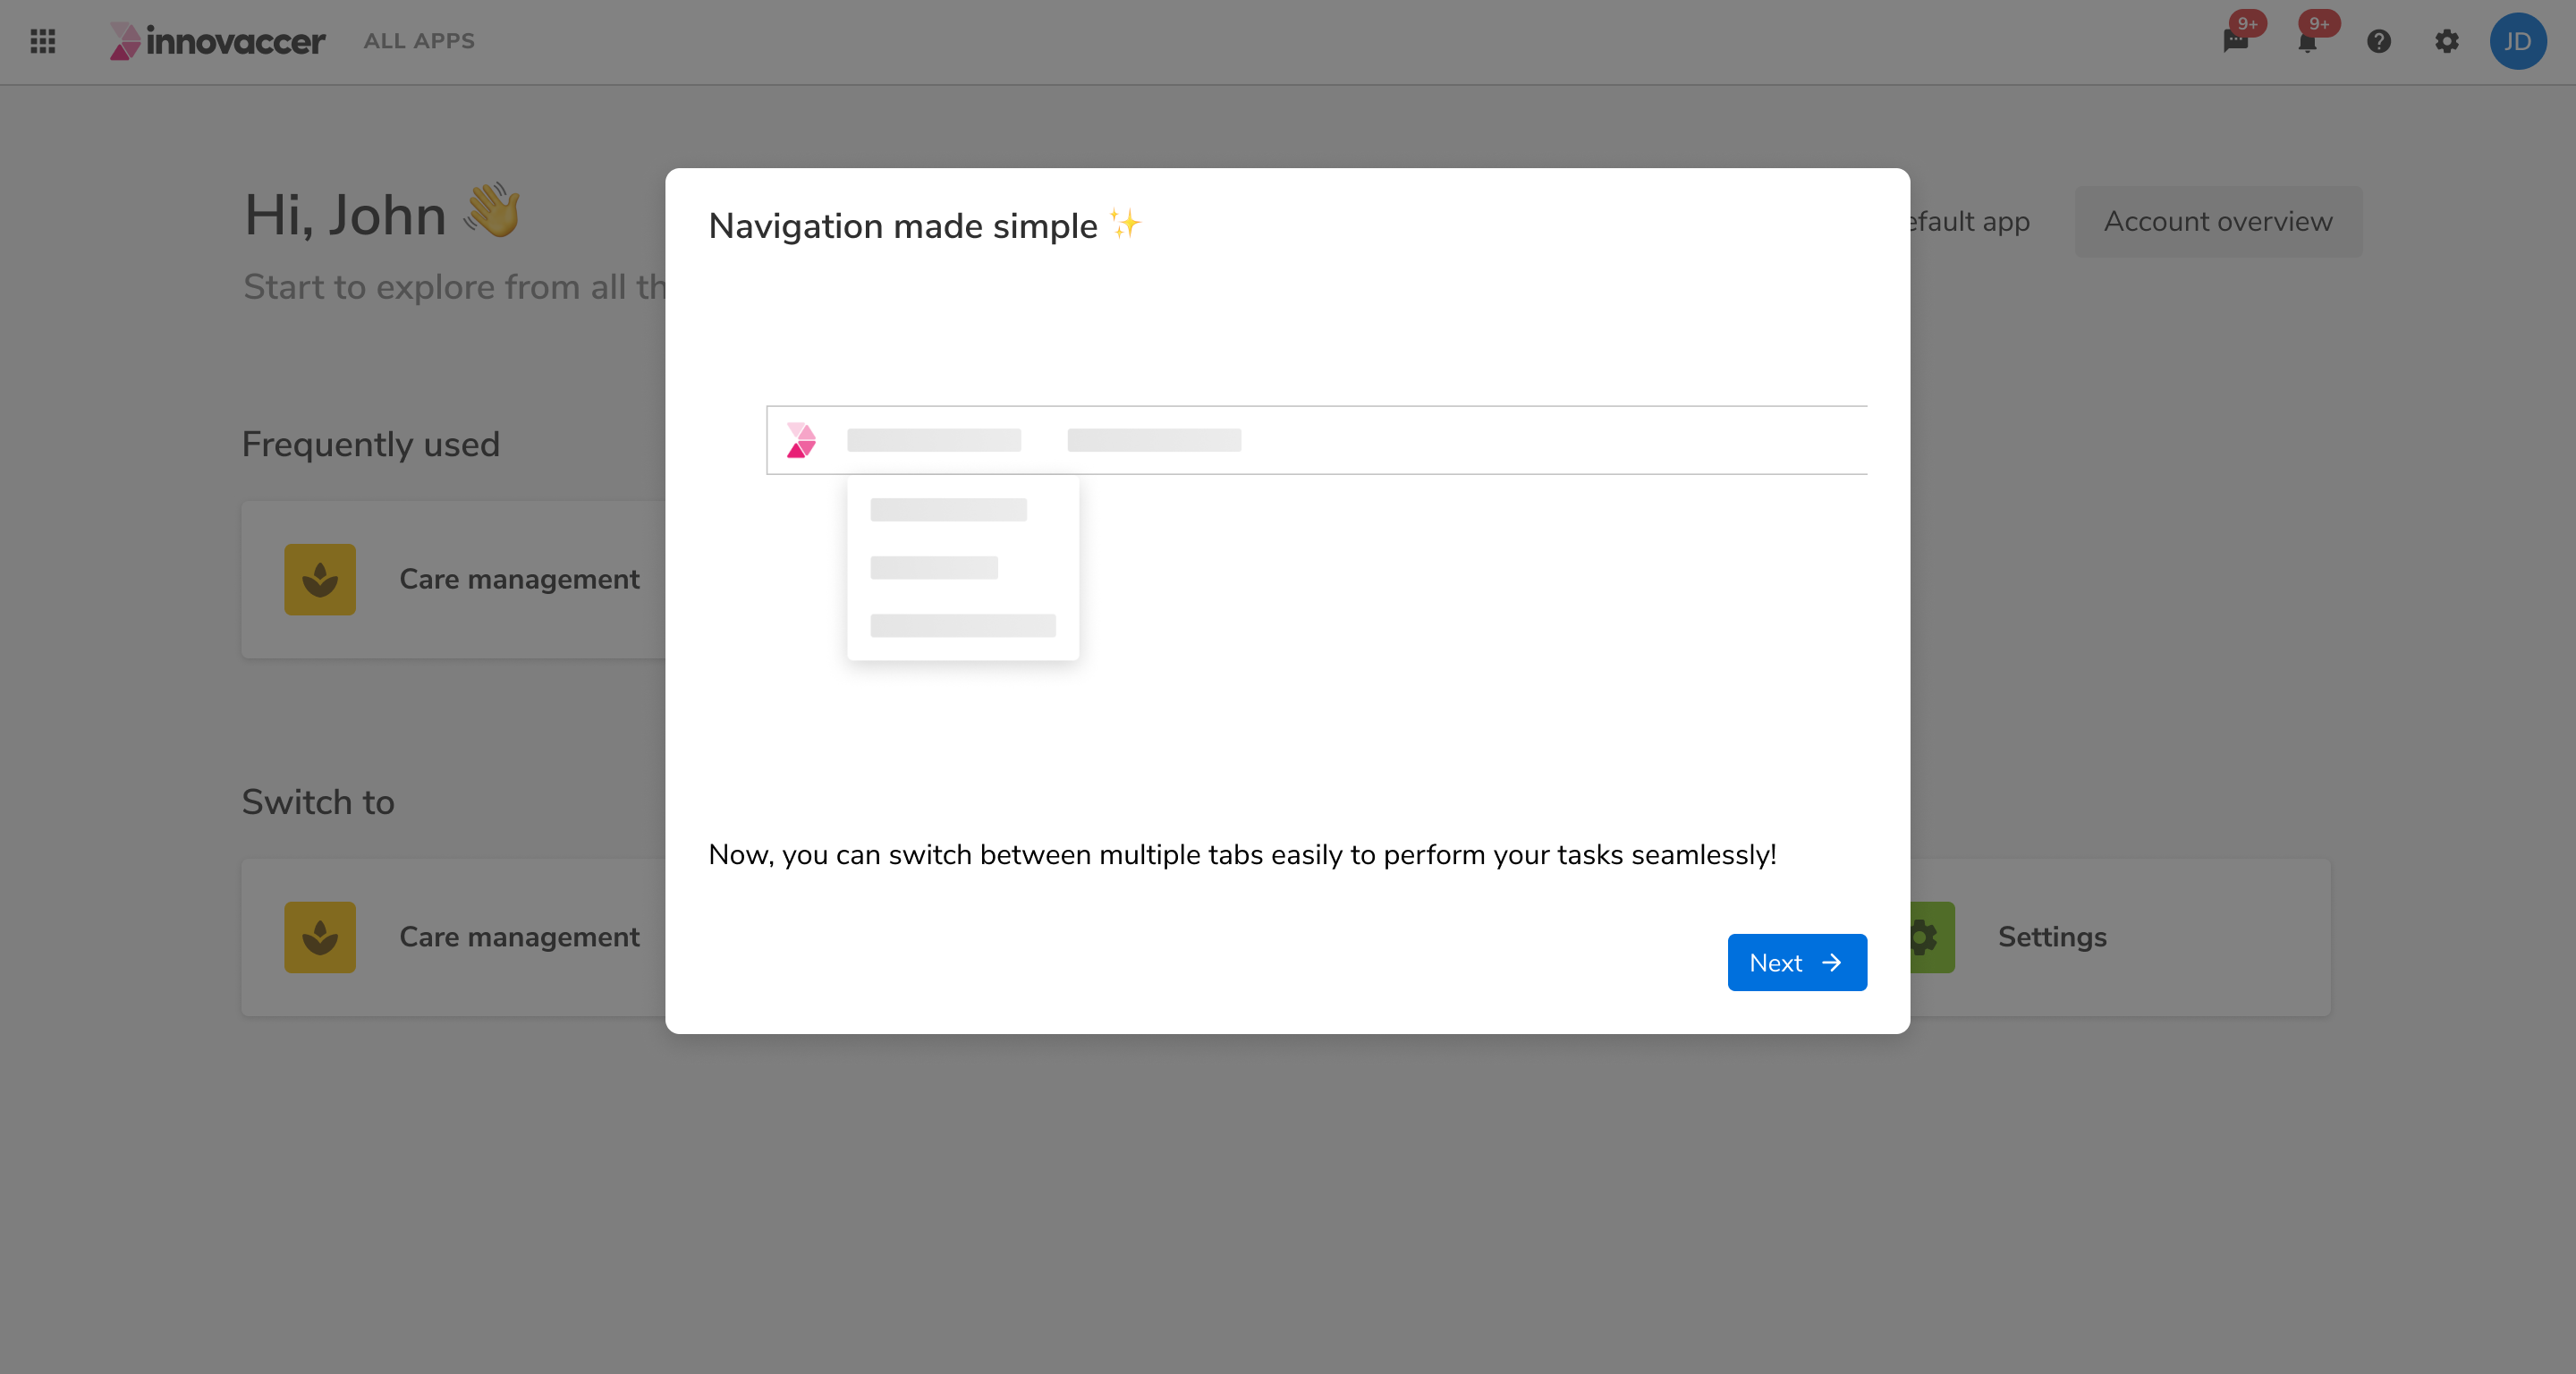 innovaccer ALL APPS 9+ 9+ JD
Hi, John 👋
Start to explore from all
default app
Account overview
Navigation made simple ✨
Frequently used
Care management
Switch to
Care management
Settings
Now, you can switch between multiple tabs easily to perform your tasks seamlessly!
Next →